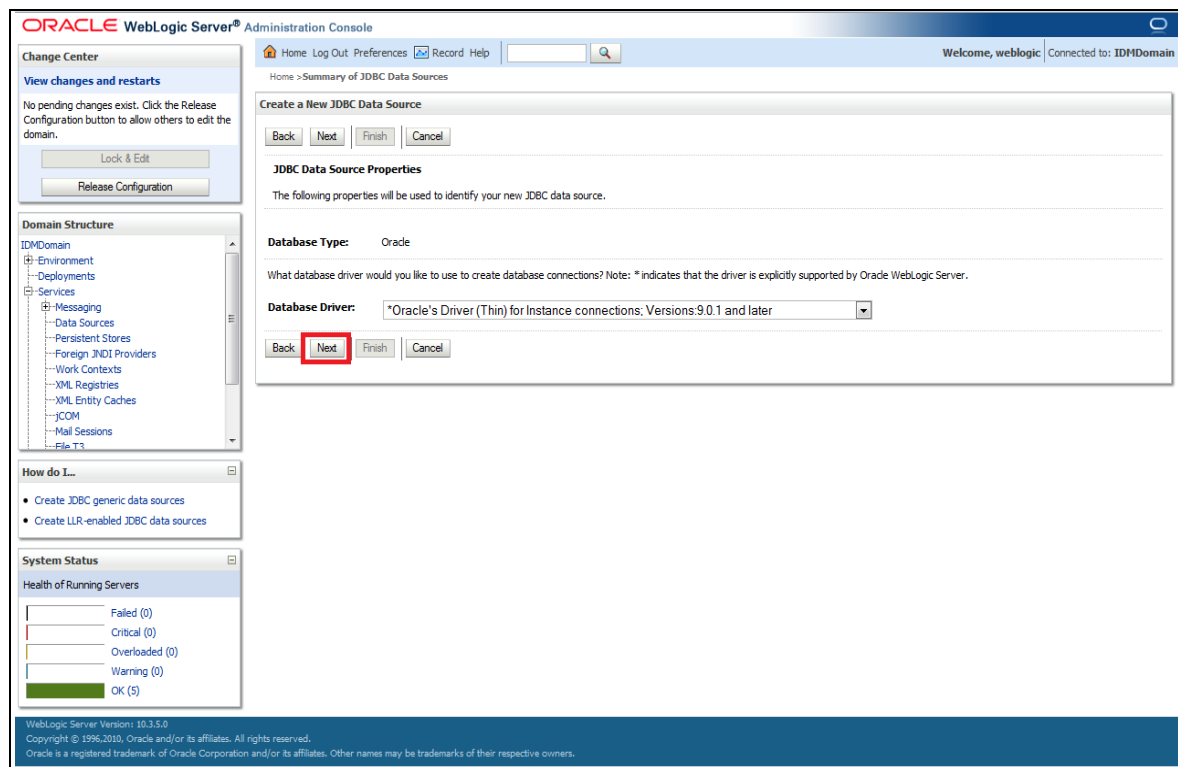 ORACLE WebLogic Server® Administration Console
Change Center
View changes and restarts
No pending changes exist. Click the Release
Configuration button to allow others to edit the
domain.
Lock & Edit
Release Configuration
Domain Structure
IDMDomain
Environment
Deployments
Services
Messaging
Data Sources
Persistent Stores
Foreign JNDI Providers
Work Contexts
XML Registries
XML Entity Caches
jCOM
Mail Sessions
File T3
How do I...
Create JDBC generic data sources
Create LLR-enabled JDBC data sources
System Status
Health of Running Servers
Failed (0)
Critical (0)
Overloaded (0)
Warning (0)
OK (5)
Home Log Out Preferences Record Help
Welcome, weblogic Connected to: IDMDomain
Home >Summary of JDBC Data Sources
Create a New JDBC Data Source
Back Next Finish Cancel
JDBC Data Source Properties
The following properties will be used to identify your new JDBC data source.
Database Type: Oracle
What database driver would you like to use to create database connections? Note: * indicates that the driver is explicitly supported by Oracle WebLogic Server.
Database Driver: *Oracle's Driver (Thin) for Instance connections; Versions:9.0.1 and later
Back Next Finish Cancel
WebLogic Server Version: 10.3.5.0
Copyright © 1996,2010, Oracle and/or its affiliates. All rights reserved.
Oracle is a registered trademark of Oracle Corporation and/or its affiliates. Other names may be trademarks of their respective owners.